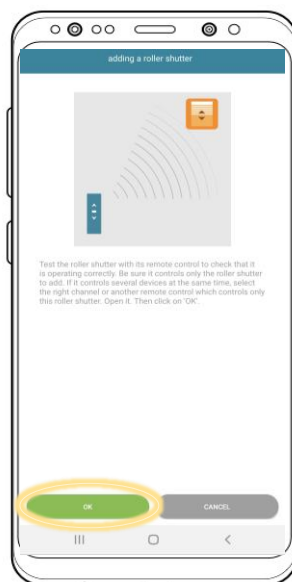 adding a roller shutter
Test the roller shutter with its remote control to check that it
is operating correctly. Be sure it controls only the roller shutter
to add. If it controls several devices at the same time, select
the right channel or another remote control which controls only
this roller shutter. Open it. Then click on 'OK'.
OK
CANCEL